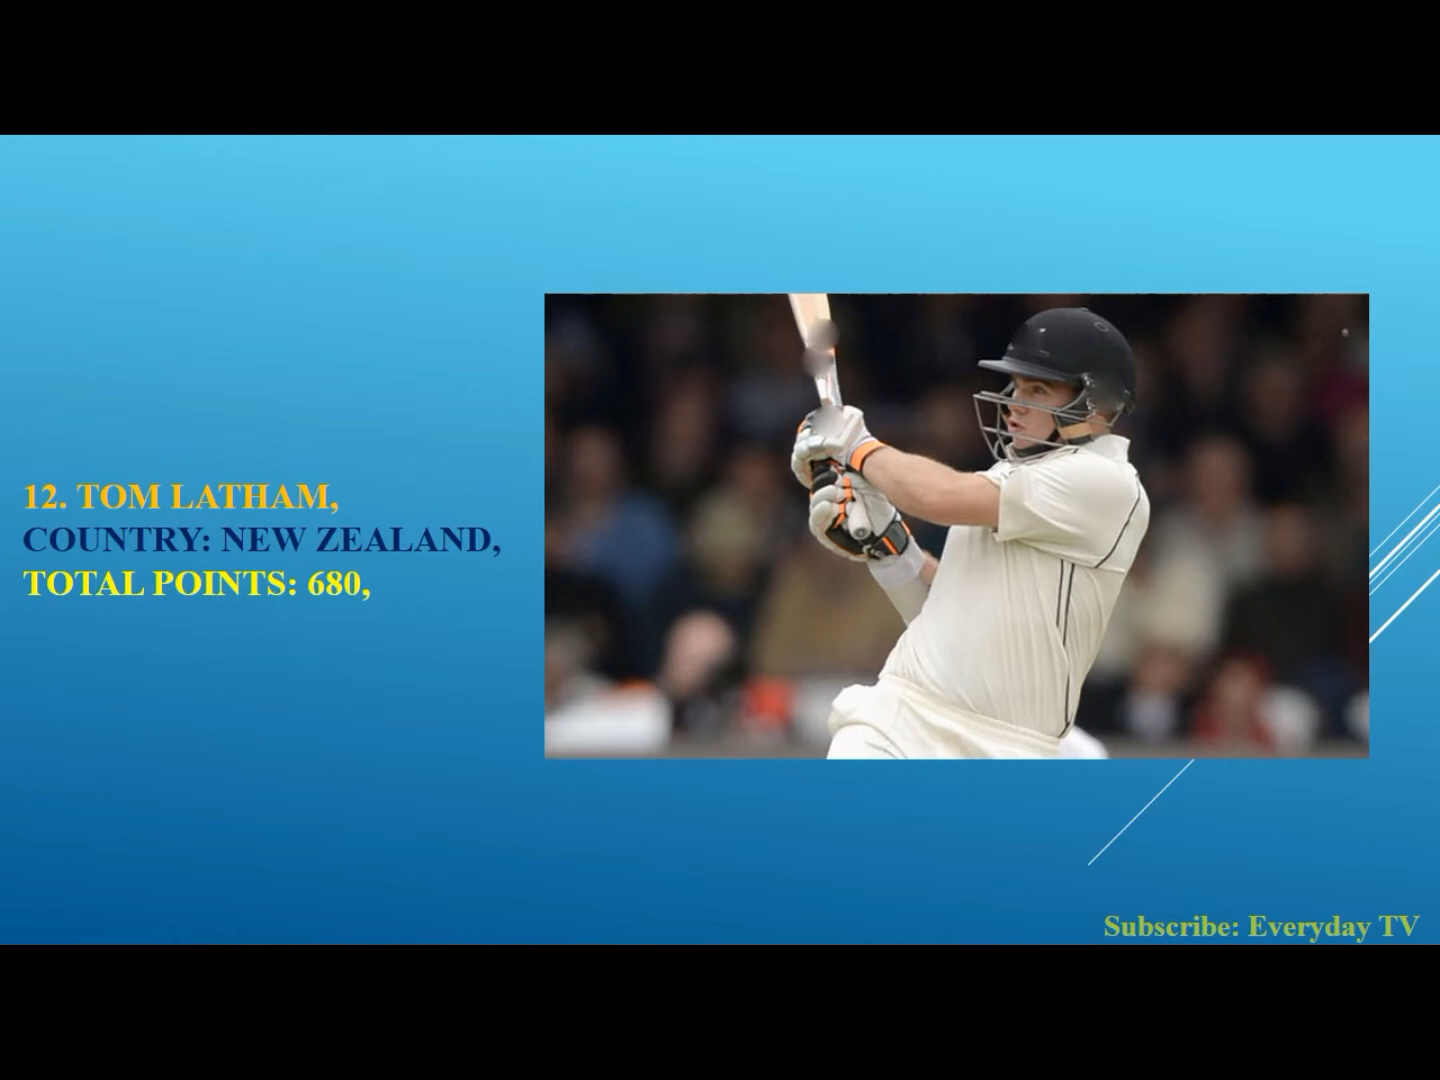 12. TOM LATHAM,
COUNTRY: NEW ZEALAND,
TOTAL POINTS: 680,
Subscribe: Everyday TV